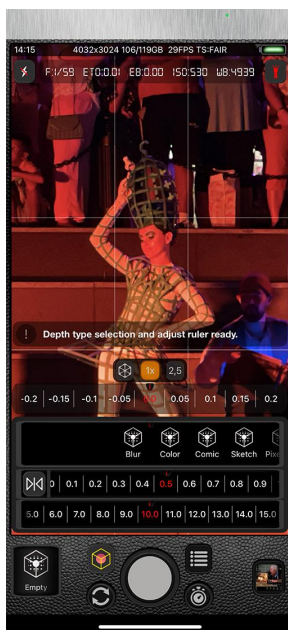 14:15 4032x3024 106/119GB 29FPS TS:FAIR
F:1/59 ET0:0.01 EB:0.00 ISO:530 WB:4939
Depth type selection and adjust ruler ready.
1x 2,5
-0.2 -0.15 -0.1 -0.05 0.0 0.05 0.1 0.15 0.2
Blur Color Comic Sketch Pixe
0 0.1 0.2 0.3 0.4 0.5 0.6 0.7 0.8 0.9
5.0 6.0 7.0 8.0 9.0 10.0 11.0 12.0 13.0 14.0 15.0
Empty